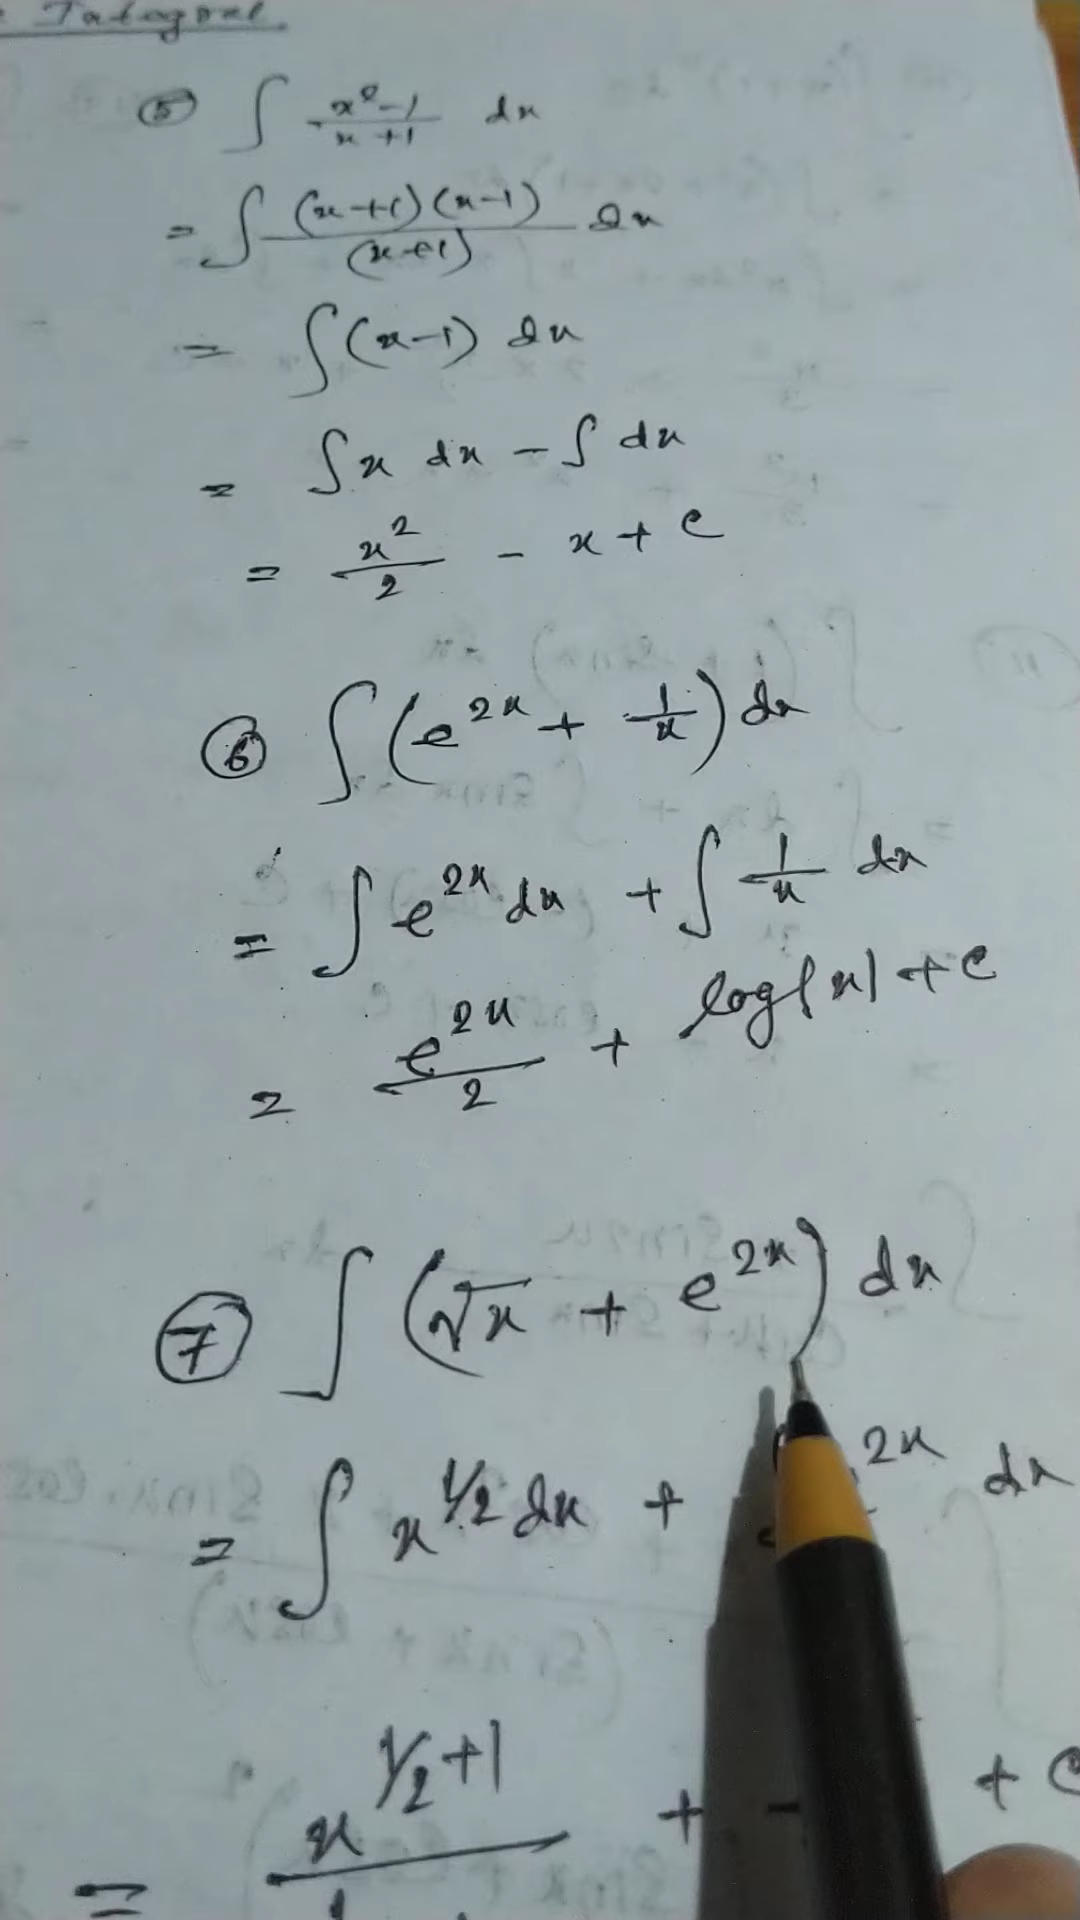 Integral
⑤ ∫ x²-1/x+1 dx
= ∫ (x+1)(x-1)/(x+1) dx
= ∫(x-1) dx
= ∫x dx - ∫ dx
= x²/2 - x + c
⑥ ∫(e^2x + 1/x) dx
= ∫e^2x dx + ∫ 1/x dx
= e^2x/2 + log|x| + c
⑦ ∫(√x + e^2x) dx
= ∫ x^1/2 dx + 2x dx
= x^1/2+1 + + c